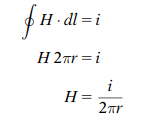 ∮ H · dl = i
H 2πr = i
H = i / 2πr